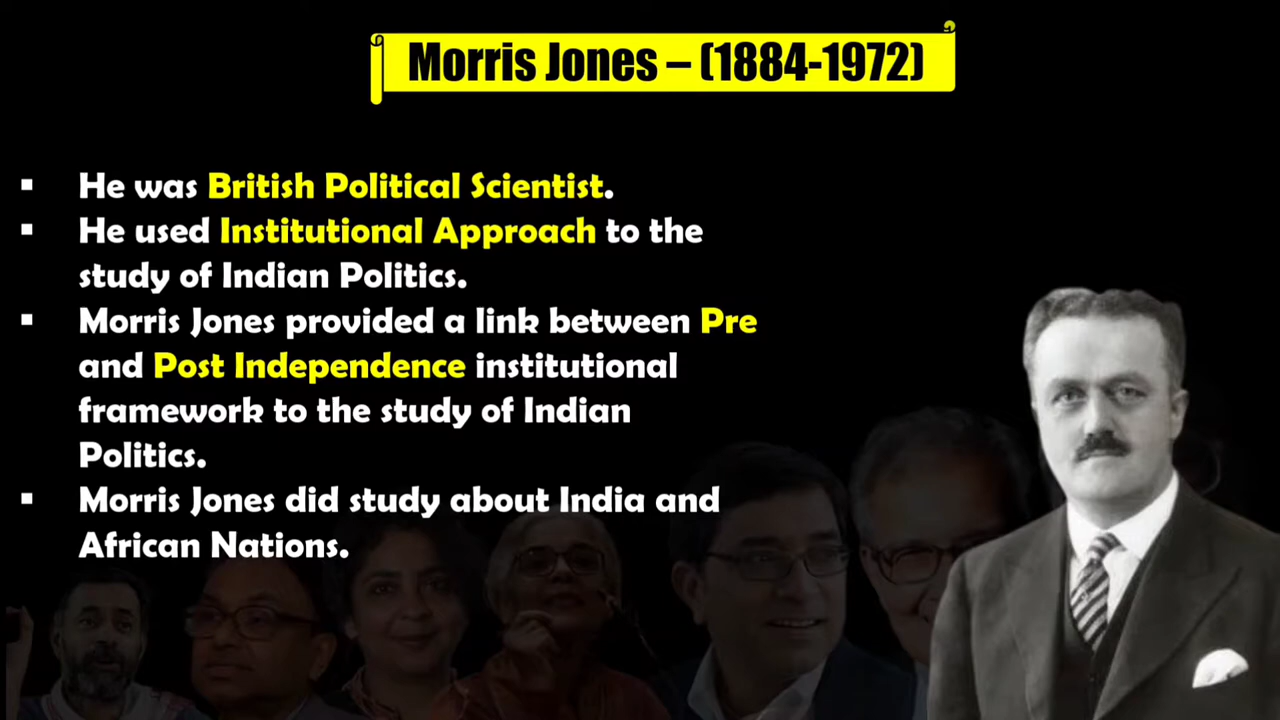 Morris Jones – (1884-1972)
▪ He was British Political Scientist.
▪ He used Institutional Approach to the
study of Indian Politics.
▪ Morris Jones provided a link between Pre
and Post Independence institutional
framework to the study of Indian
Politics.
▪ Morris Jones did study about India and
African Nations.